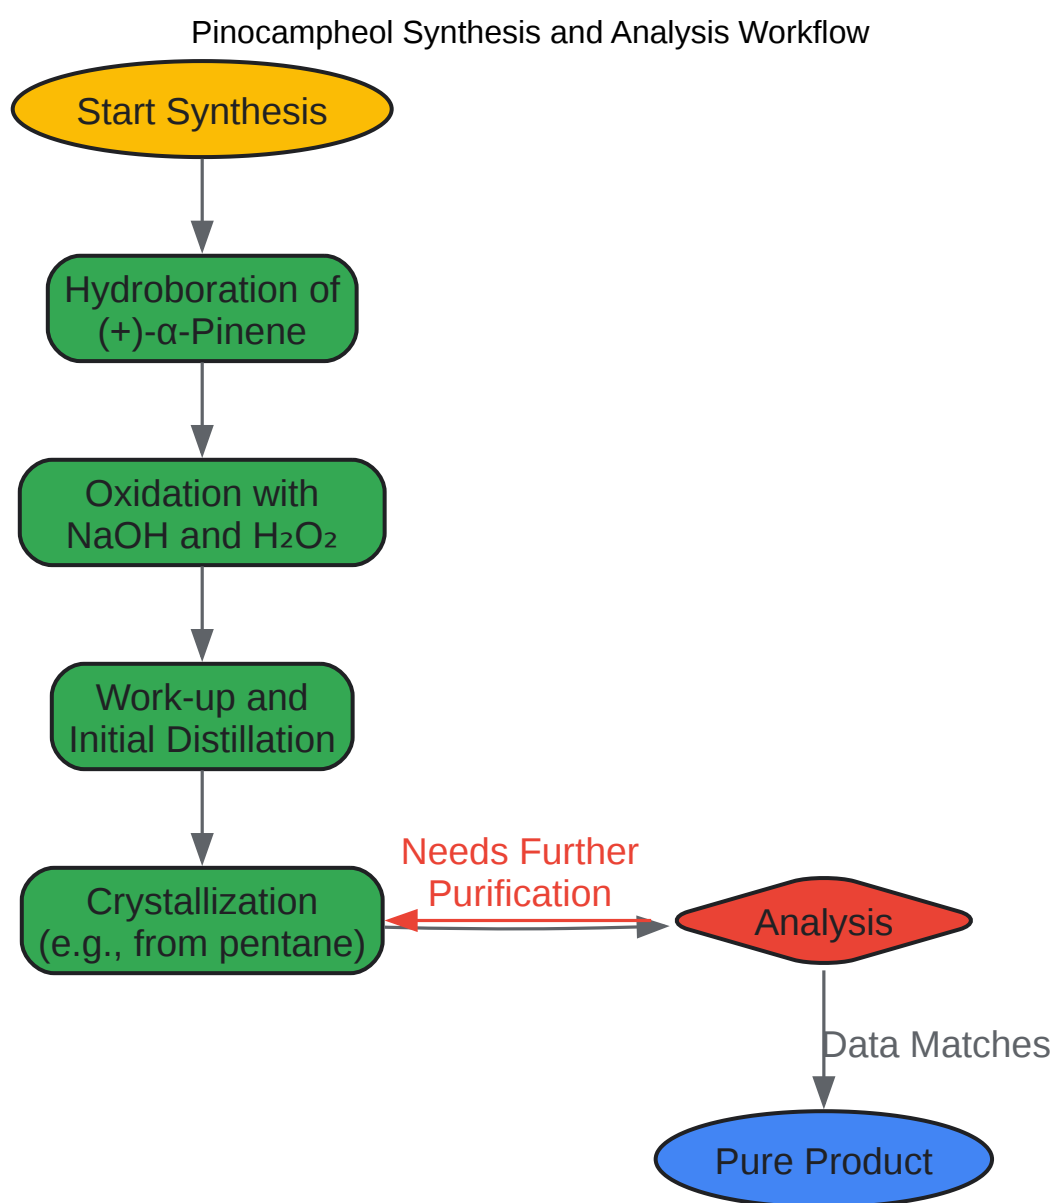 Pinocampheol Synthesis and Analysis Workflow
Start Synthesis
Hydroboration of
(+)-α-Pinene
Oxidation with
NaOH and H₂O₂
Work-up and
Initial Distillation
Crystallization
(e.g., from pentane)
Needs Further
Purification
Analysis
Data Matches
Pure Product